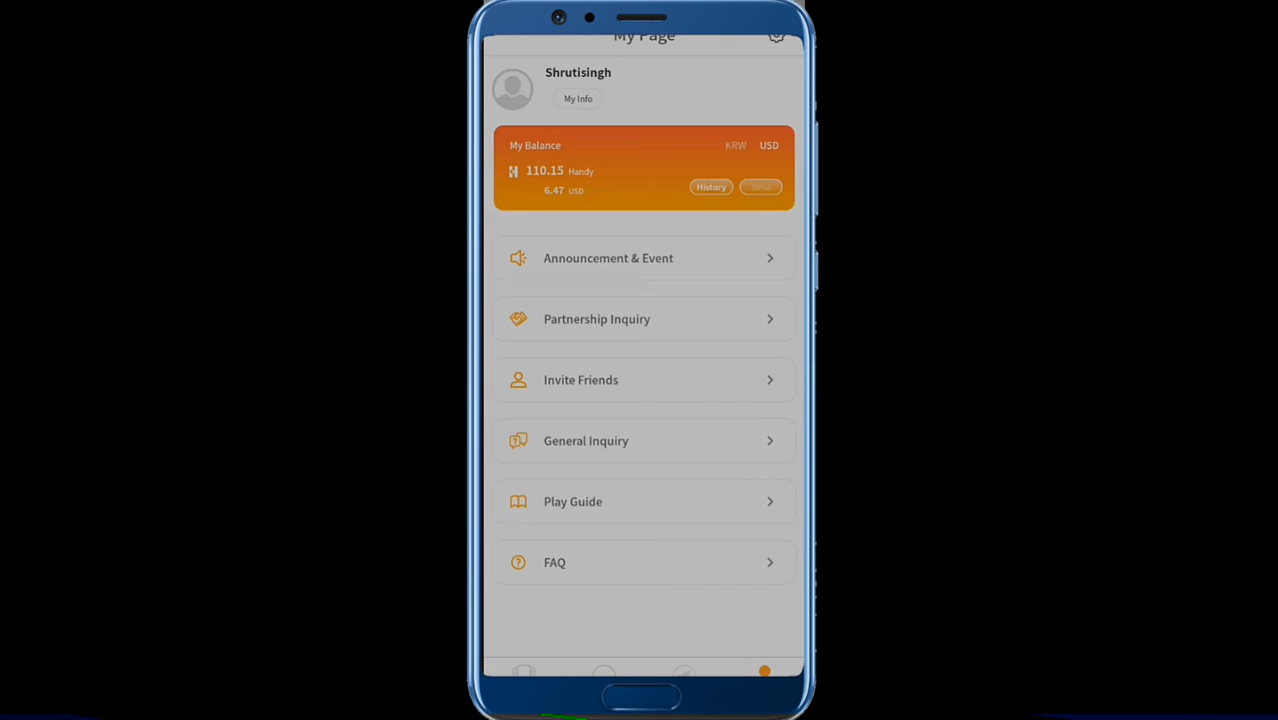 My Page
Shrutisingh
My Info
My Balance KRW USD
110.15 Handy
6.47 USD
History Send
Announcement & Event
Partnership Inquiry
Invite Friends
General Inquiry
Play Guide
FAQ